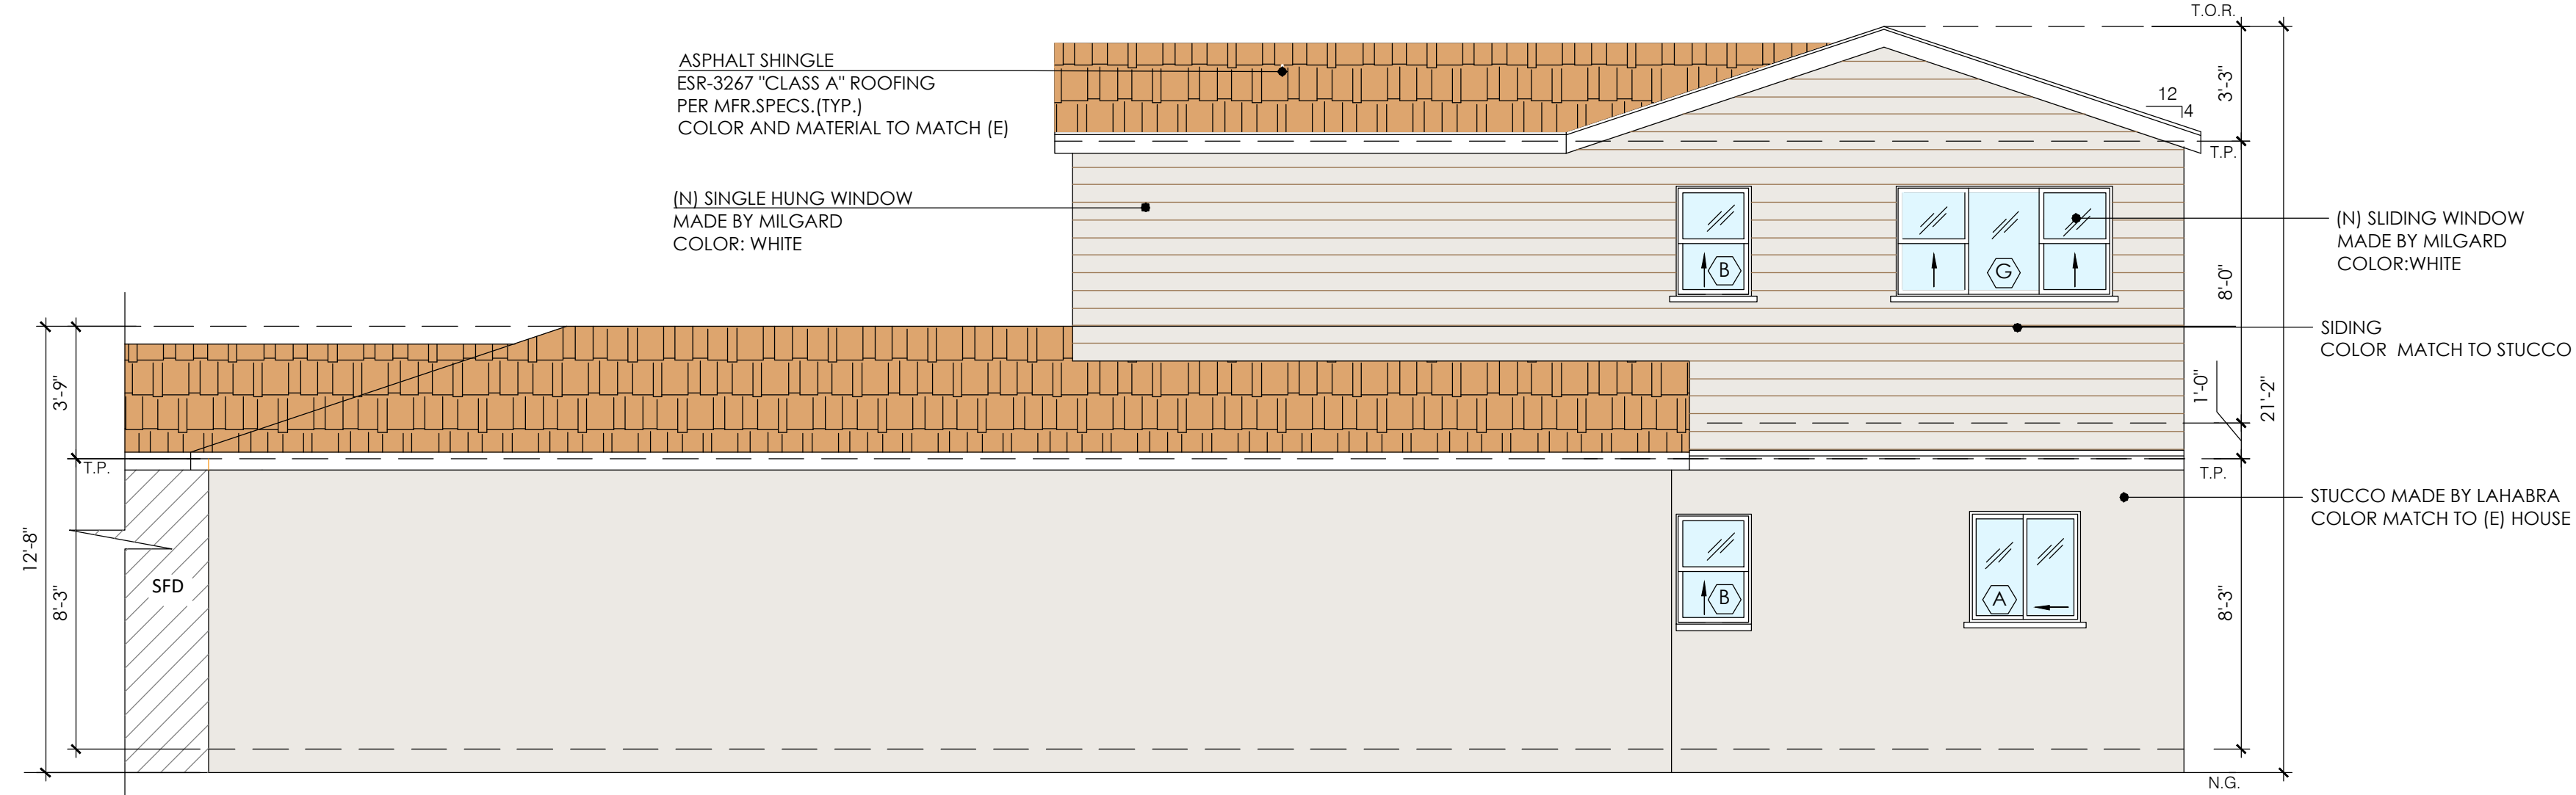 T.O.R.
ASPHALT SHINGLE
ESR-3267 "CLASS A" ROOFING
PER MFR.SPECS.(TYP.)
COLOR AND MATERIAL TO MATCH (E)
3'-3"
12
4
T.P.
(N) SINGLE HUNG WINDOW
MADE BY MILGARD
COLOR: WHITE
B
G
(N) SLIDING WINDOW
MADE BY MILGARD
COLOR:WHITE
8'-0"
SIDING
COLOR MATCH TO STUCCO
3'-9"
1'-0"
21'-2"
T.P.
T.P.
STUCCO MADE BY LAHABRA
COLOR MATCH TO (E) HOUSE
12'-8"
8'-3"
SFD
B
A
8'-3"
N.G.